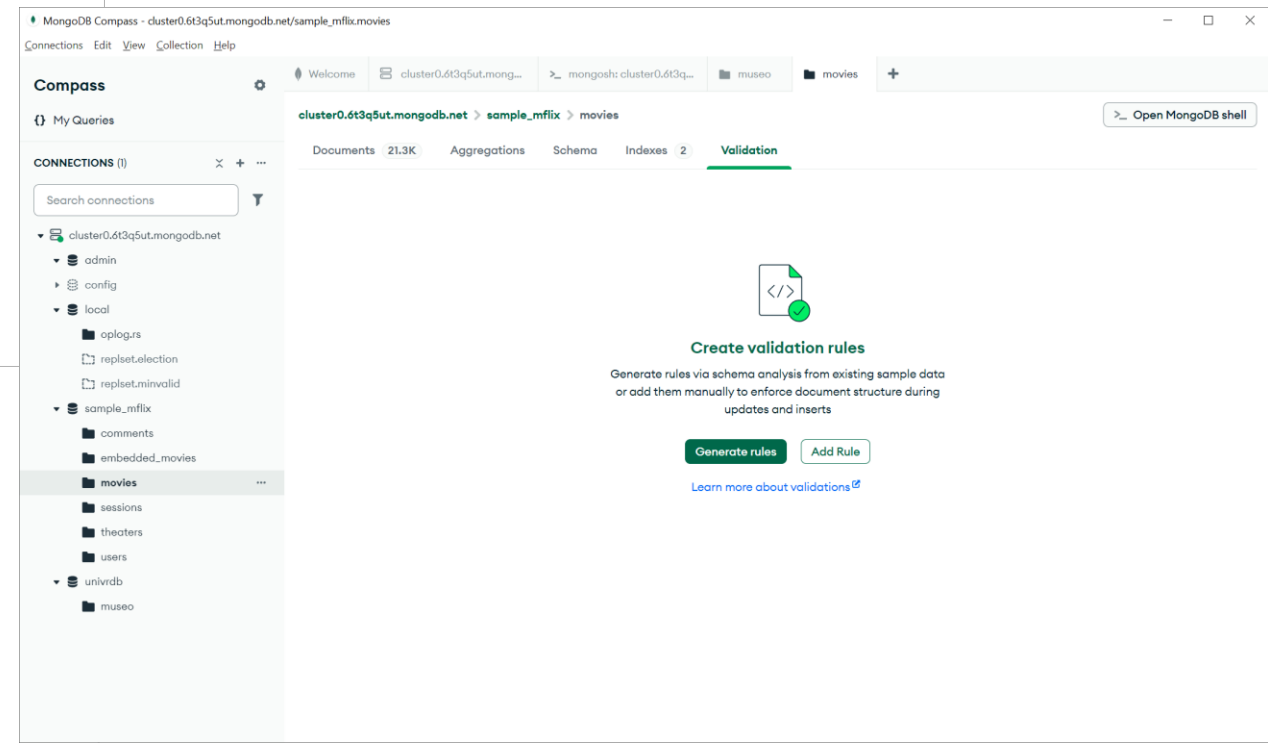 MongoDB Compass - cluster0.6t3q5ut.mongodb.net/sample_mflix.movies
Connections Edit View Collection Help
Compass
My Queries
CONNECTIONS (1)
Search connections
cluster0.6t3q5ut.mongodb.net
admin
config
local
oplog.rs
replset.election
replset.minvalid
sample_mflix
comments
embedded_movies
movies
sessions
theaters
users
univrdb
museo
Welcome cluster0.6t3q5ut.mong... >_ mongosh: cluster0.6t3q... museo movies
cluster0.6t3q5ut.mongodb.net > sample_mflix > movies
>_ Open MongoDB shell
Documents 21.3K Aggregations Schema Indexes 2 Validation
</>
Create validation rules
Generate rules via schema analysis from existing sample data
or add them manually to enforce document structure during
updates and inserts
Generate rules Add Rule
Learn more about validations